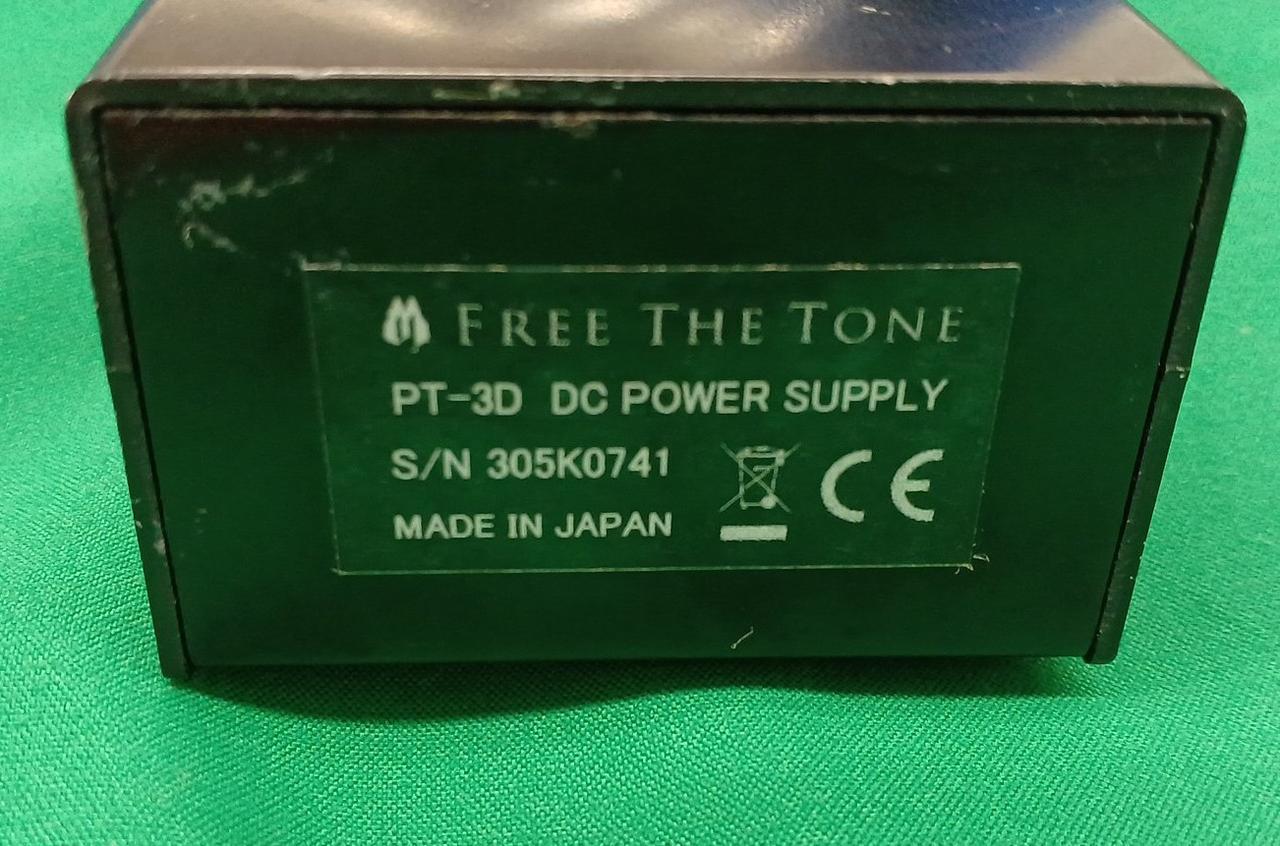 FREE THE TONE
PT-3D DC POWER SUPPLY
S/N 305K0741
MADE IN JAPAN
CE